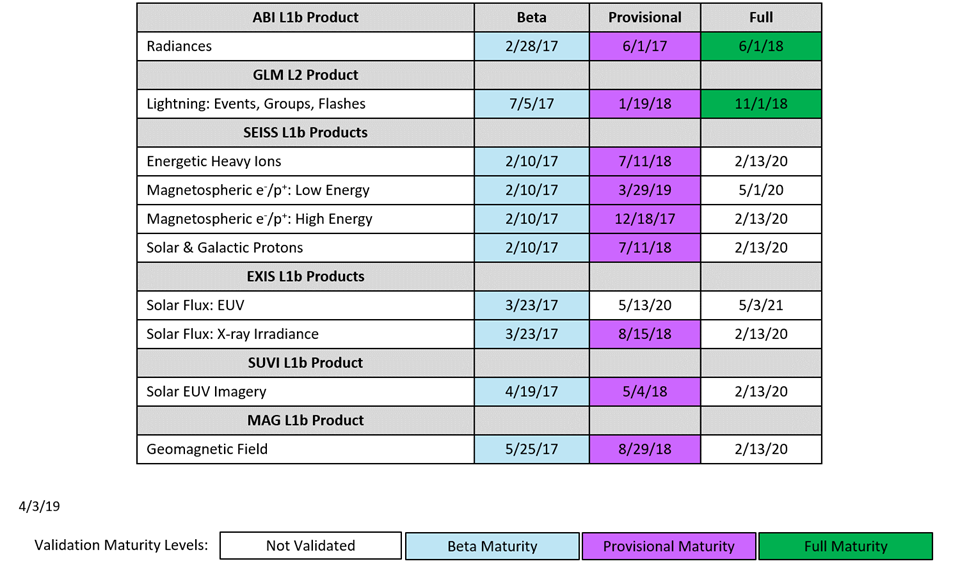 ABI L1b Product Beta Provisional Full
Radiances 2/28/17 6/1/17 6/1/18
GLM L2 Product
Lightning: Events, Groups, Flashes 7/5/17 1/19/18 11/1/18
SEISS L1b Products
Energetic Heavy Ions 2/10/17 7/11/18 2/13/20
Magnetospheric e⁻/p⁺: Low Energy 2/10/17 3/29/19 5/1/20
Magnetospheric e⁻/p⁺: High Energy 2/10/17 12/18/17 2/13/20
Solar & Galactic Protons 2/10/17 7/11/18 2/13/20
EXIS L1b Products
Solar Flux: EUV 3/23/17 5/13/20 5/3/21
Solar Flux: X-ray Irradiance 3/23/17 8/15/18 2/13/20
SUVI L1b Product
Solar EUV Imagery 4/19/17 5/4/18 2/13/20
MAG L1b Product
Geomagnetic Field 5/25/17 8/29/18 2/13/20
4/3/19
Validation Maturity Levels: Not Validated Beta Maturity Provisional Maturity Full Maturity